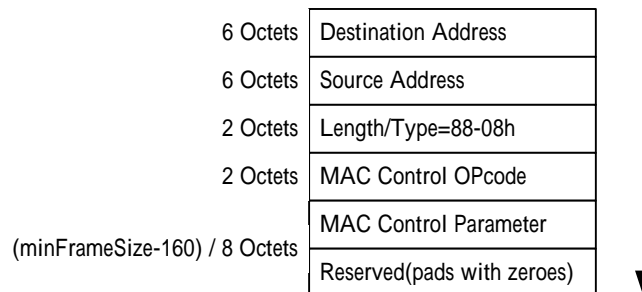 6 Octets Destination Address
6 Octets Source Address
2 Octets Length/Type=88-08h
2 Octets MAC Control OPcode
MAC Control Parameter
(minFrameSize-160) / 8 Octets
Reserved(pads with zeroes)